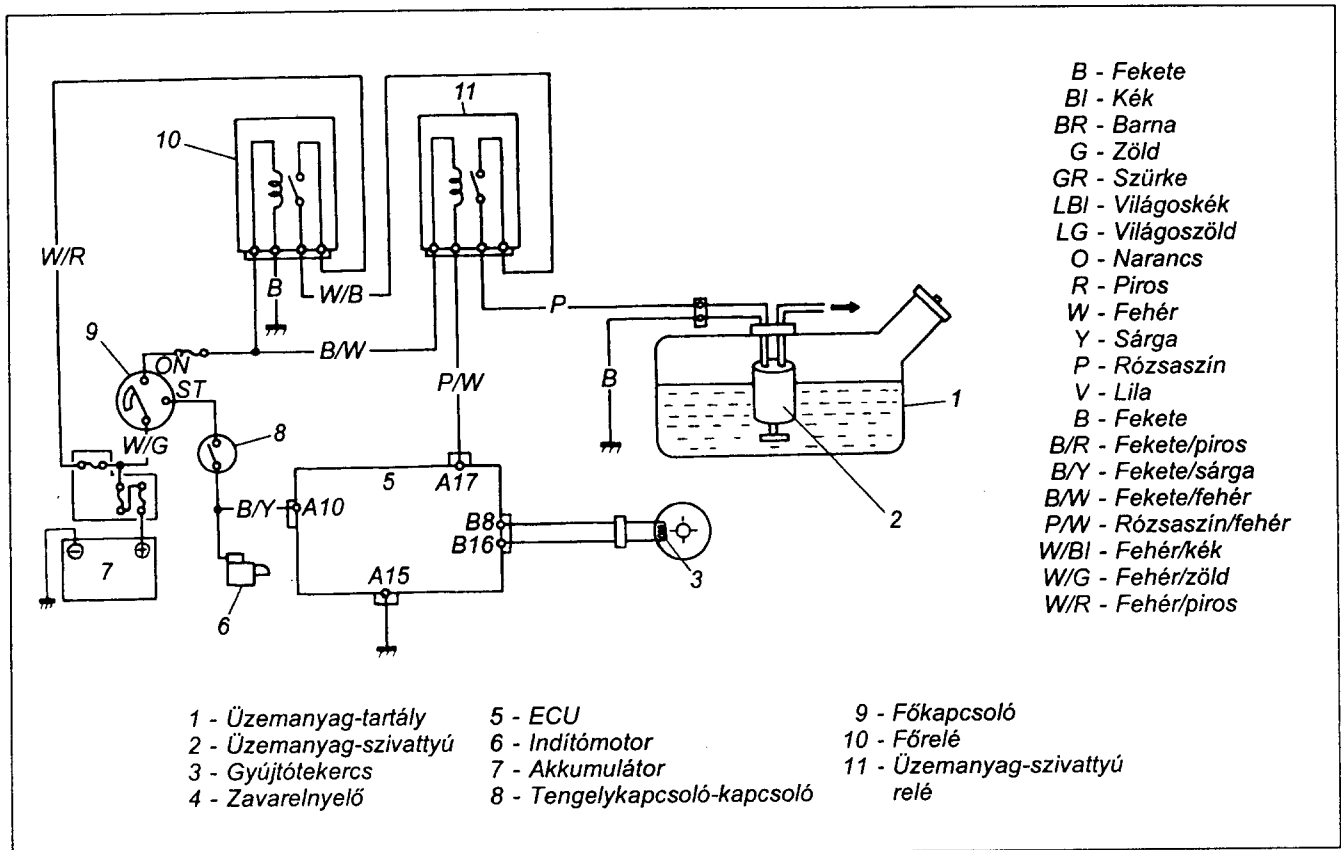 10
11
W/R
B
W/B
P
9
ON
ST
B/W
P/W
B
1
W/G
8
5
A17
B/Y
A10
B8
B16
2
7
A15
3
6
B - Fekete
Bl - Kék
BR - Barna
G - Zöld
GR - Szürke
LBl - Világoskék
LG - Világoszöld
O - Narancs
R - Piros
W - Fehér
Y - Sárga
P - Rózsaszín
V - Lila
B - Fekete
B/R - Fekete/piros
B/Y - Fekete/sárga
B/W - Fekete/fehér
P/W - Rózsaszín/fehér
W/Bl - Fehér/kék
W/G - Fehér/zöld
W/R - Fehér/piros
1 - Üzemanyag-tartály
2 - Üzemanyag-szivattyú
3 - Gyújtótekercs
4 - Zavarelnyelő
5 - ECU
6 - Indítómotor
7 - Akkumulátor
8 - Tengelykapcsoló-kapcsoló
9 - Főkapcsoló
10 - Főrelé
11 - Üzemanyag-szivattyú
relé